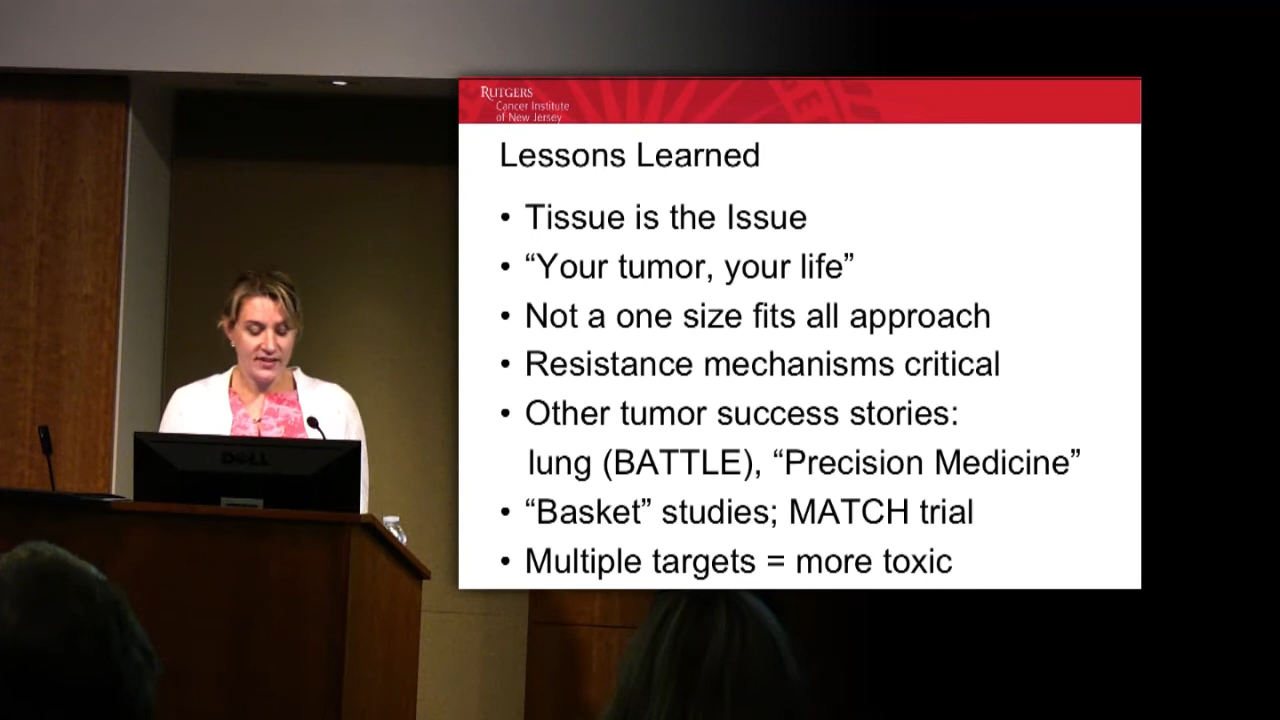 RUTGERS
Cancer Institute
of New Jersey
Lessons Learned
• Tissue is the Issue
• “Your tumor, your life”
• Not a one size fits all approach
• Resistance mechanisms critical
• Other tumor success stories:
lung (BATTLE), “Precision Medicine”
• “Basket” studies; MATCH trial
• Multiple targets = more toxic
DELL